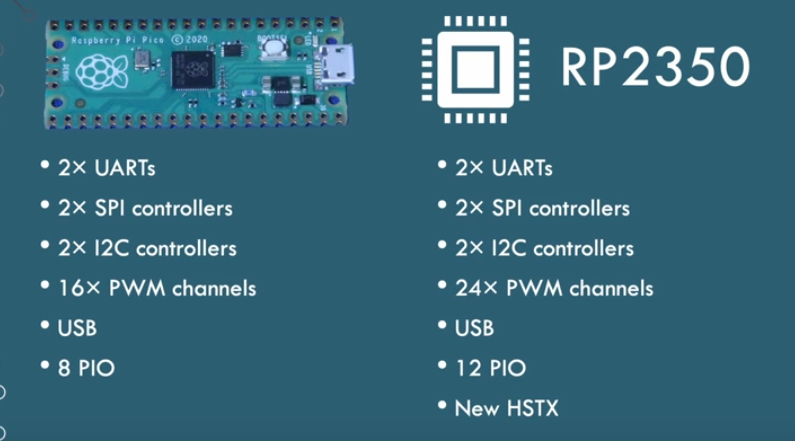 Raspberry Pi Pico © 2020
BOOTSEL
USB
RP2350
• 2× UARTs
• 2× SPI controllers
• 2× I2C controllers
• 16× PWM channels
• USB
• 8 PIO
• 2× UARTs
• 2× SPI controllers
• 2× I2C controllers
• 24× PWM channels
• USB
• 12 PIO
• New HSTX